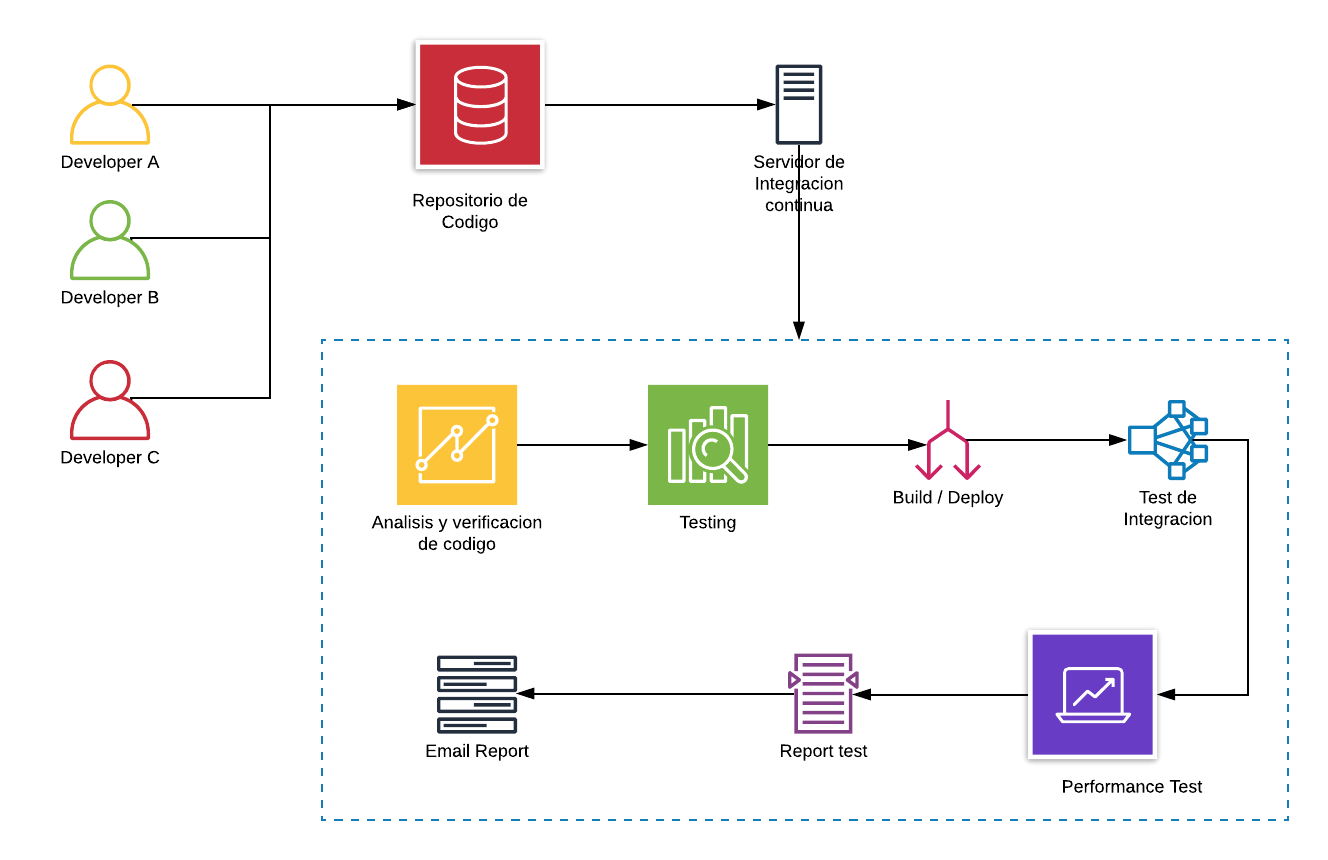 Developer A
Developer B
Developer C
Repositorio de
Codigo
Servidor de
Integracion
continua
Analisis y verificacion
de codigo
Testing
Build / Deploy
Test de
Integracion
Email Report
Report test
Performance Test